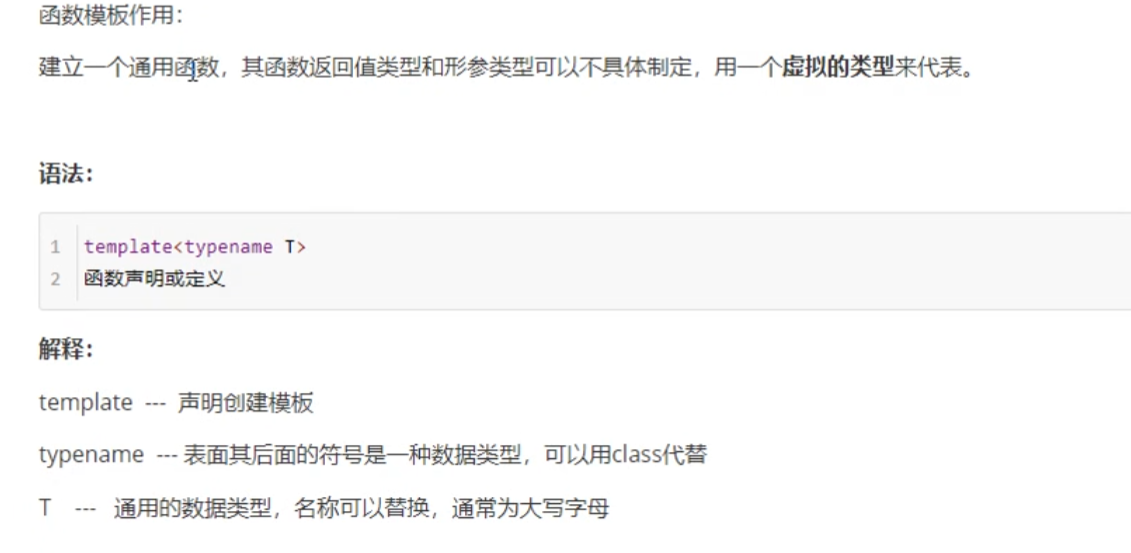 函数模板作用：
建立一个通用函数，其函数返回值类型和形参类型可以不具体制定，用一个虚拟的类型来代表。
语法：
1 template<typename T>
2 函数声明或定义
解释：
template --- 声明创建模板
typename --- 表面其后面的符号是一种数据类型，可以用class代替
T --- 通用的数据类型，名称可以替换，通常为大写字母